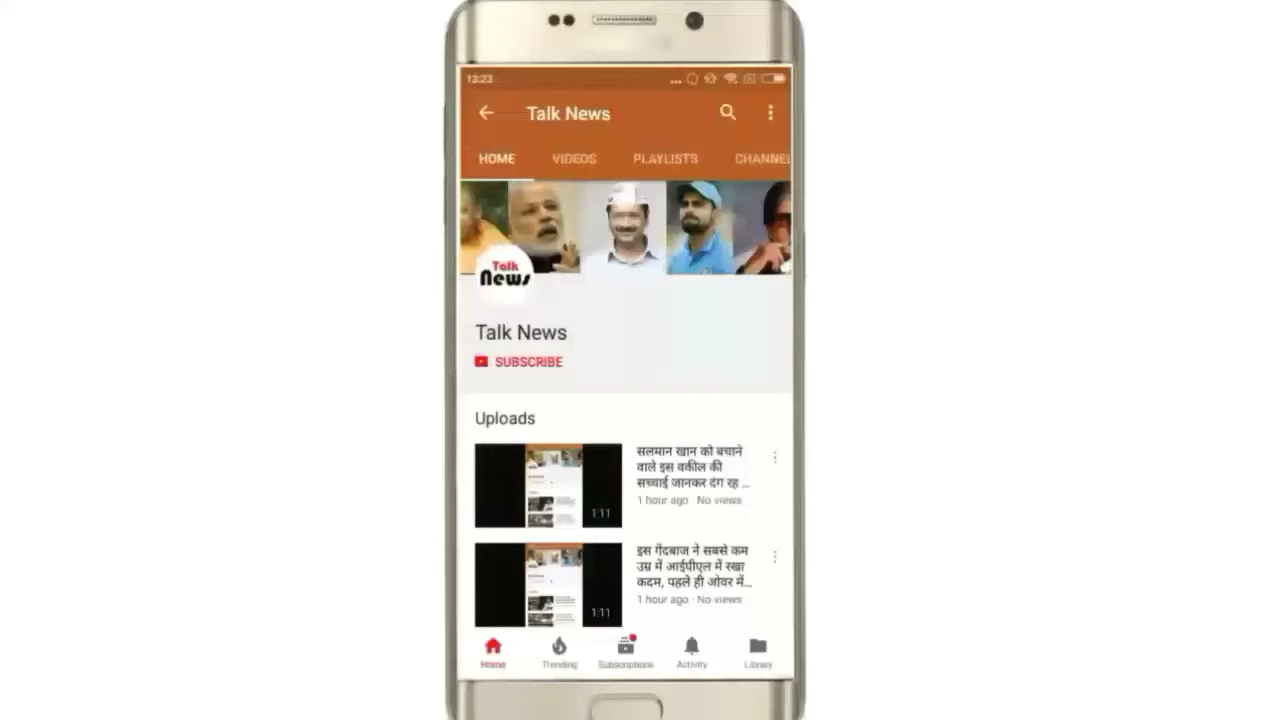 13:23
Talk News
HOME VIDEOS PLAYLISTS CHANNEL
Talk
News
Talk News
SUBSCRIBE
Uploads
सलमान खान को बचाने
वाले इस वकील की
सच्चाई जानकर दंग रह ...
1 hour ago · No views
1:11
इस गेंदबाज ने सबसे कम
उम्र में आईपीएल में रखा
कदम, पहले ही ओवर में...
1 hour ago · No views
1:11
Home Trending Subscriptions Activity Library